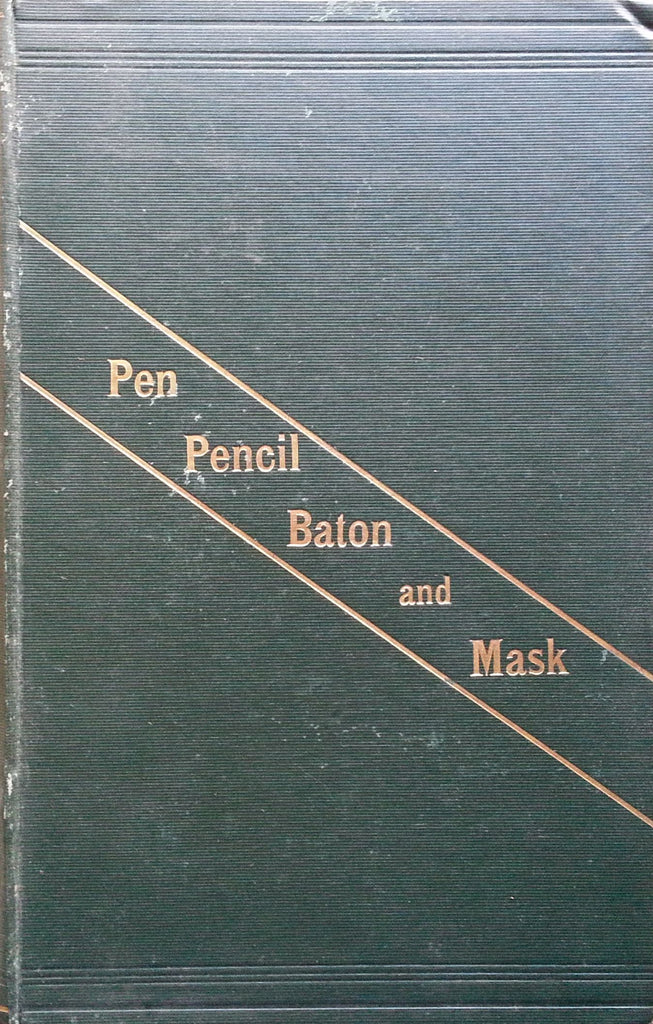 Pen
Pencil
Baton
and
Mask